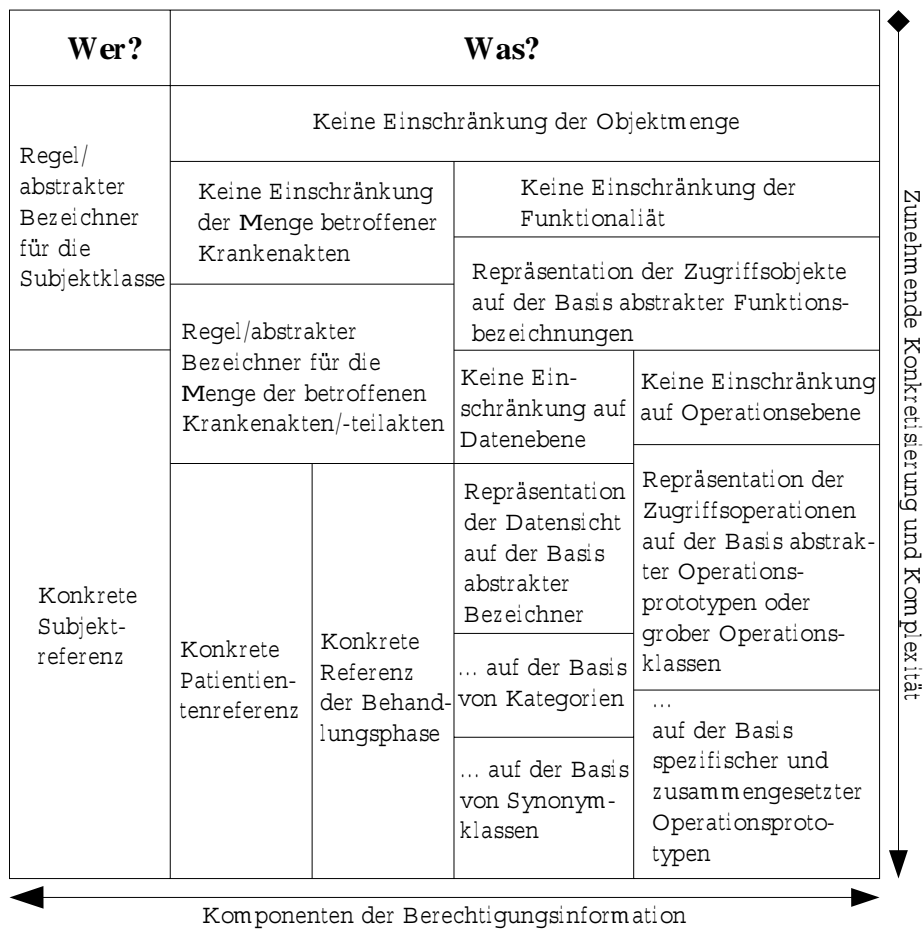 Wer?
Was?
Keine Einschränkung der Objektmenge
Regel/
abstrakter
Bezeichner
für die
Subjektklasse
Keine Einschränkung
der Menge betroffener
Krankenakten
Keine Einschränkung der
Funktionaliät
Repräsentation der Zugriffsobjekte
auf der Basis abstrakter Funktions-
bezeichnungen
Regel/abstrakter
Bezeichner für die
Menge der betroffenen
Krankenakten/-teilakten
Keine Ein-
schränkung auf
Datenebene
Keine Einschränkung
auf Operationsebene
Konkrete
Subjekt-
referenz
Konkrete
Patientien-
tenreferenz
Konkrete
Referenz
der Behand-
lungsphase
Repräsentation
der Datensicht
auf der Basis
abstrakter
Bezeichner
... auf der Basis
von Kategorien
... auf der Basis
von Synonym-
klassen
Repräsentation der
Zugriffsoperationen
auf der Basis abstrak-
ter Operations-
prototypen oder
grober Operations-
klassen
...
auf der Basis
spezifischer und
zusammengesetzter
Operationsproto-
typen
Zunehmende Konkretisierung und Komplexität
Komponenten der Berechtigungsinformation